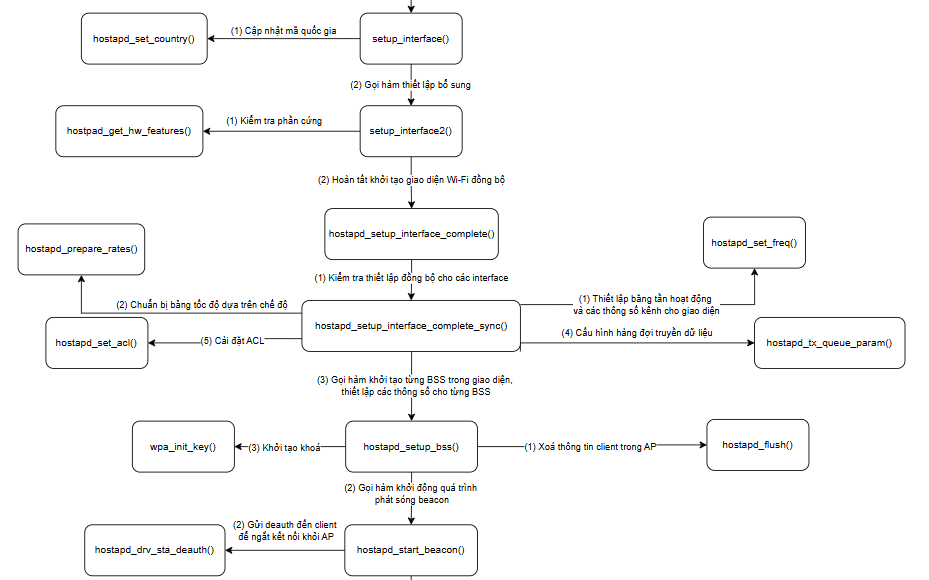 hostapd_set_country()
(1) Cập nhật mã quốc gia
setup_interface()
(2) Gọi hàm thiết lập bổ sung
hostpad_get_hw_features()
(1) Kiểm tra phần cứng
setup_interface2()
(2) Hoàn tất khởi tạo giao diện Wi-Fi đồng bộ
hostapd_setup_interface_complete()
hostapd_prepare_rates()
hostapd_set_freq()
(1) Kiểm tra thiết lập đồng bộ cho các interface
(2) Chuẩn bị bảng tốc độ dựa trên chế độ
(1) Thiết lập băng tần hoạt động
và các thông số kênh cho giao diện
hostapd_setup_interface_complete_sync()
hostapd_set_acl()
(5) Cài đặt ACL
(4) Cấu hình hàng đợi truyền dữ liệu
hostapd_tx_queue_param()
(3) Gọi hàm khởi tạo từng BSS trong giao diện,
thiết lập các thông số cho từng BSS
wpa_init_key()
(3) Khởi tạo khoá
hostapd_setup_bss()
(1) Xoá thông tin client trong AP
hostapd_flush()
(2) Gọi hàm khởi động quá trình
phát sóng beacon
hostapd_drv_sta_deauth()
(2) Gửi deauth đến client
để ngắt kết nối khỏi AP
hostapd_start_beacon()